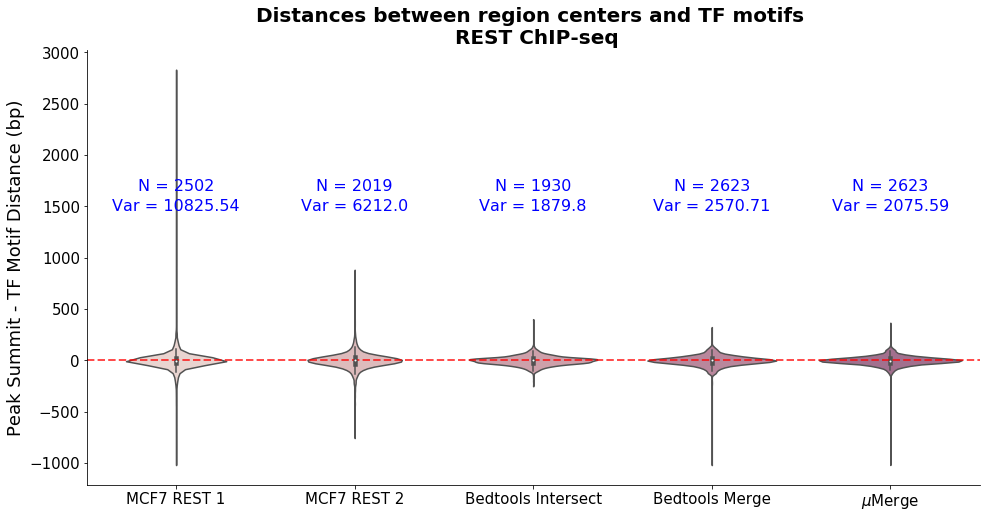 Distances between region centers and TF motifs
REST ChIP-seq
Peak Summit - TF Motif Distance (bp)
3000
2500
2000
1500
1000
500
0
−500
−1000
N = 2502
Var = 10825.54
N = 2019
Var = 6212.0
N = 1930
Var = 1879.8
N = 2623
Var = 2570.71
N = 2623
Var = 2075.59
MCF7 REST 1
MCF7 REST 2
Bedtools Intersect
Bedtools Merge
μMerge